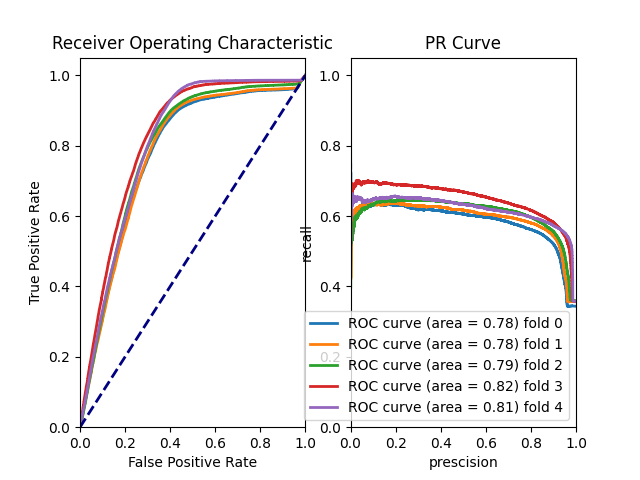 Receiver Operating Characteristic
PR Curve
1.0
0.8
0.6
0.4
0.2
0.0
True Positive Rate
0.0 0.2 0.4 0.6 0.8 1.0
False Positive Rate
1.0
0.8
0.6
0.4
0.2
0.0
recall
0.0 0.2 0.4 0.6 0.8 1.0
prescision
ROC curve (area = 0.78) fold 0
ROC curve (area = 0.78) fold 1
ROC curve (area = 0.79) fold 2
ROC curve (area = 0.82) fold 3
ROC curve (area = 0.81) fold 4